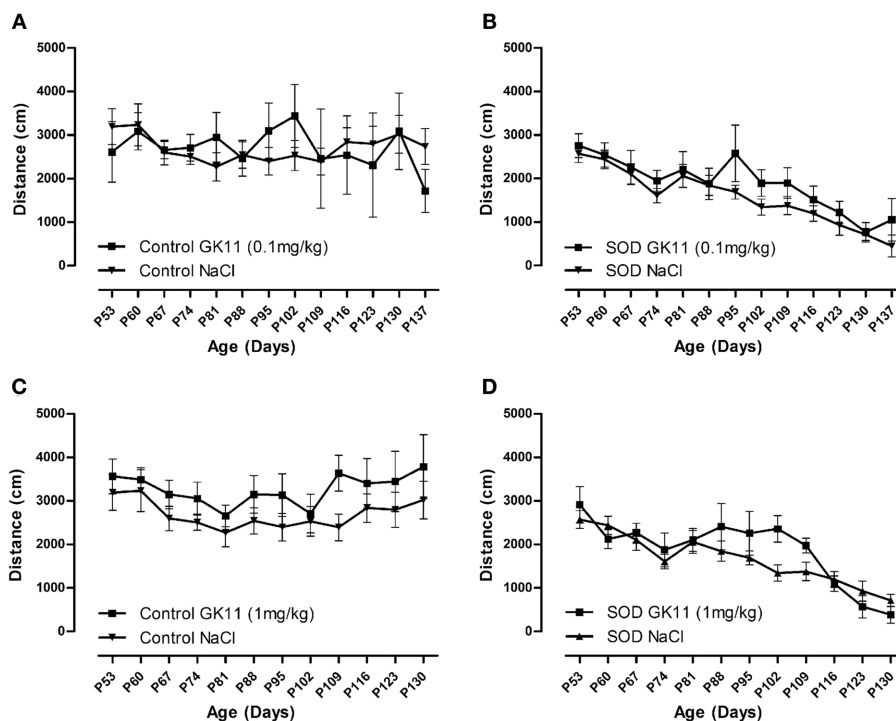 A
Distance (cm)
5000
4000
3000
2000
1000
0
Control GK11 (0.1mg/kg)
Control NaCl
P53 P60 P67 P74 P81 P88 P95 P102 P109 P116 P123 P130 P137
Age (Days)
B
Distance (cm)
5000
4000
3000
2000
1000
0
SOD GK11 (0.1mg/kg)
SOD NaCl
P53 P60 P67 P74 P81 P88 P95 P102 P109 P116 P123 P130 P137
Age (Days)
C
Distance (cm)
5000
4000
3000
2000
1000
0
Control GK11 (1mg/kg)
Control NaCl
P53 P60 P67 P74 P81 P88 P95 P102 P109 P116 P123 P130
Age (Days)
D
Distance (cm)
5000
4000
3000
2000
1000
0
SOD GK11 (1mg/kg)
SOD NaCl
P53 P60 P67 P74 P81 P88 P95 P102 P109 P116 P123 P130
Age (Days)